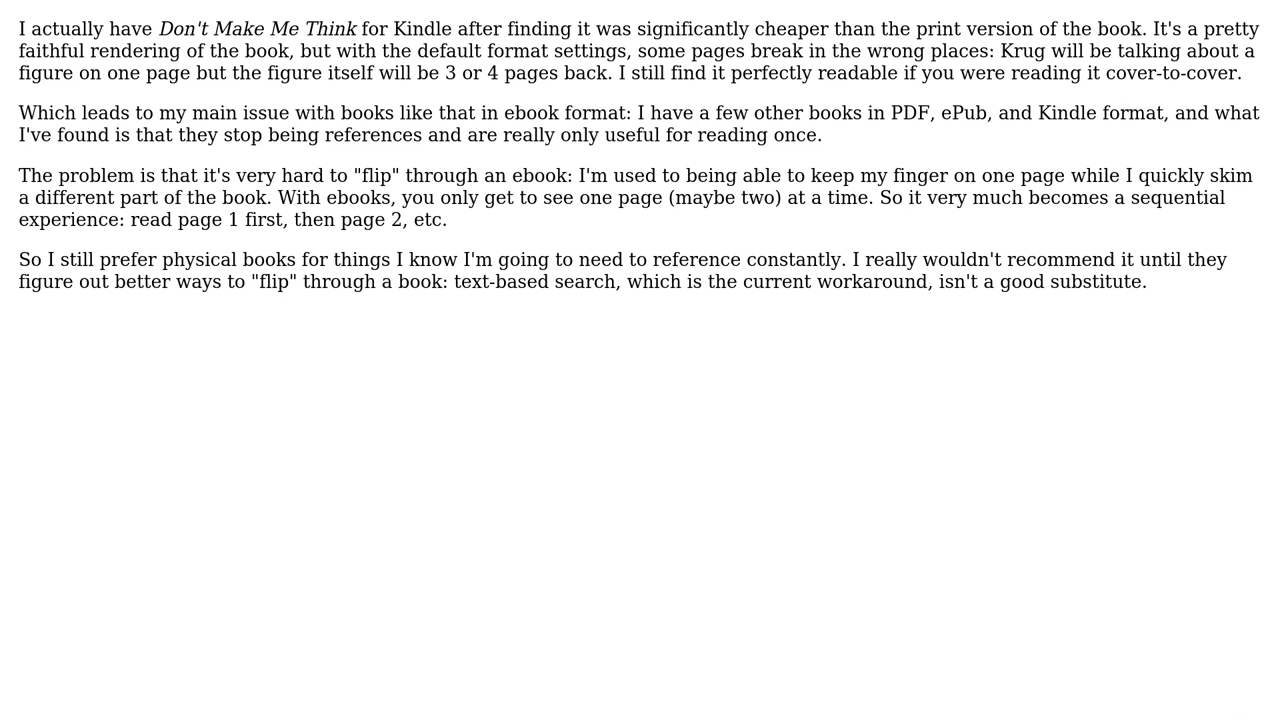 I actually have Don't Make Me Think for Kindle after finding it was significantly cheaper than the print version of the book. It's a pretty
faithful rendering of the book, but with the default format settings, some pages break in the wrong places: Krug will be talking about a
figure on one page but the figure itself will be 3 or 4 pages back. I still find it perfectly readable if you were reading it cover-to-cover.
Which leads to my main issue with books like that in ebook format: I have a few other books in PDF, ePub, and Kindle format, and what
I've found is that they stop being references and are really only useful for reading once.
The problem is that it's very hard to "flip" through an ebook: I'm used to being able to keep my finger on one page while I quickly skim
a different part of the book. With ebooks, you only get to see one page (maybe two) at a time. So it very much becomes a sequential
experience: read page 1 first, then page 2, etc.
So I still prefer physical books for things I know I'm going to need to reference constantly. I really wouldn't recommend it until they
figure out better ways to "flip" through a book: text-based search, which is the current workaround, isn't a good substitute.